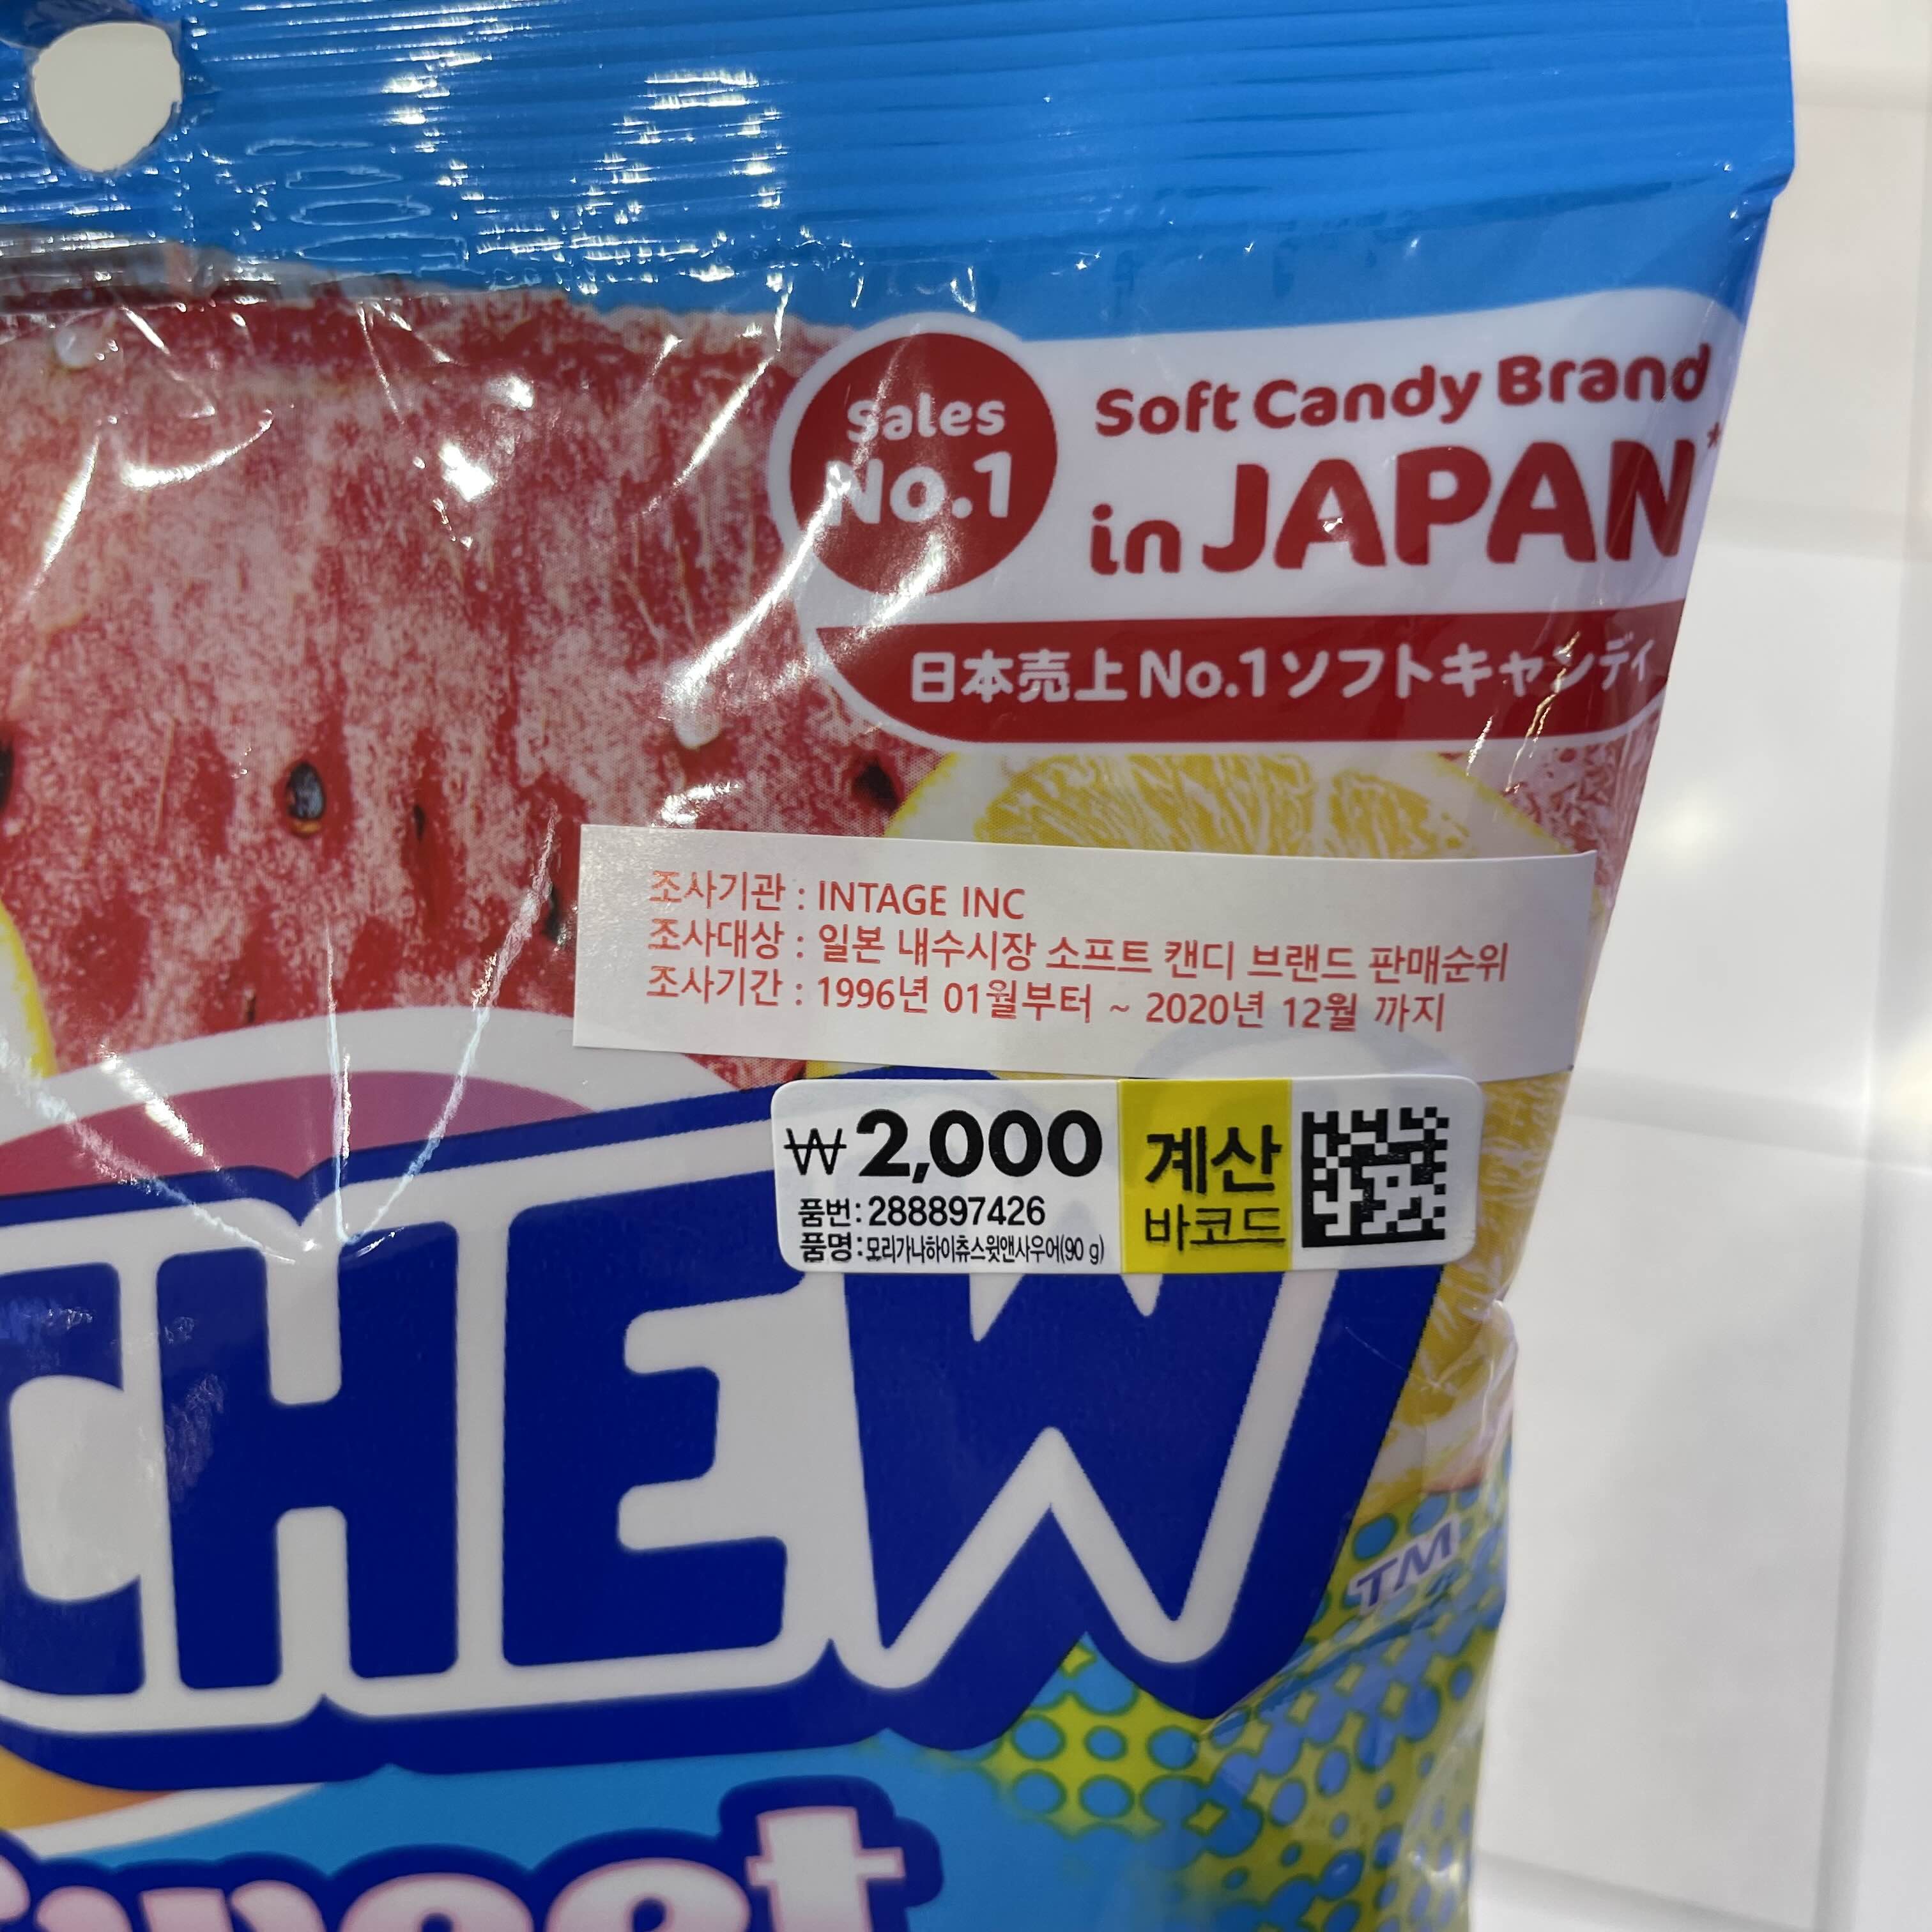 Sales
No.1
Soft Candy Brand
in JAPAN*
日本売上No.1ソフトキャンディ
조사기관 : INTAGE INC
조사대상 : 일본 내수시장 소프트 캔디 브랜드 판매순위
조사기간 : 1996년 01월부터 ~ 2020년 12월 까지
₩2,000
품번:288897426
품명:모리가나하이츄스윗앤사우어(90 g)
계산
바코드
CHEW
TM
Sweet